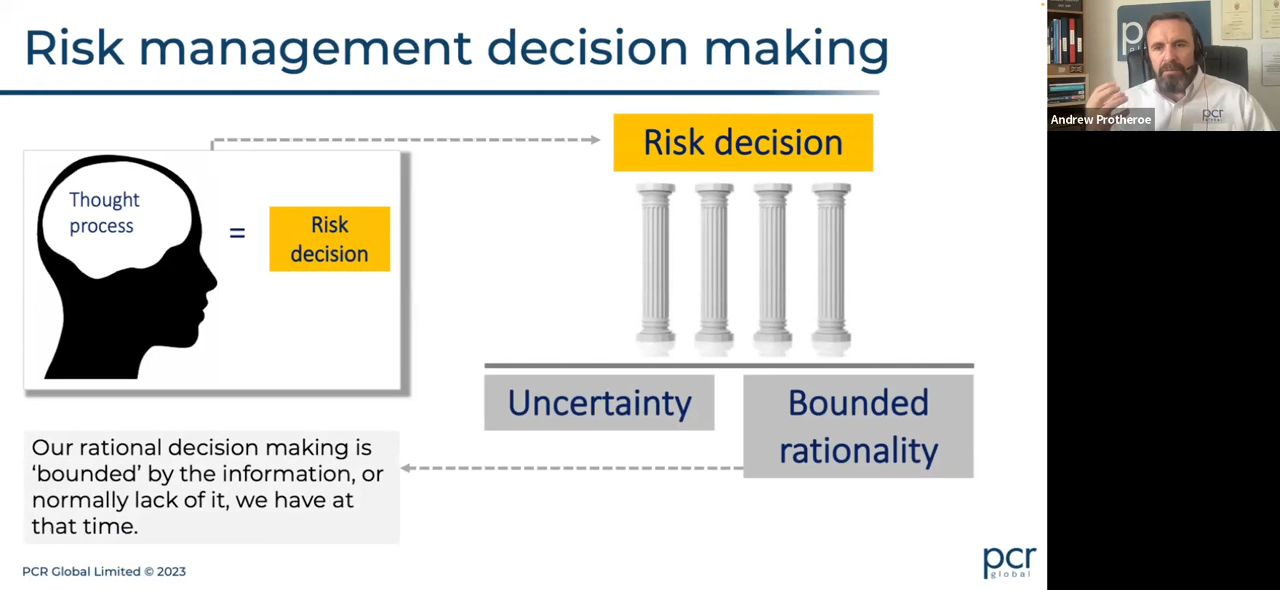 Risk management decision making
Thought
process
=
Risk
decision
Risk decision
Uncertainty
Bounded
rationality
Our rational decision making is
‘bounded’ by the information, or
normally lack of it, we have at
that time.
PCR Global Limited © 2023
pcr
global
Andrew Protheroe
pcr